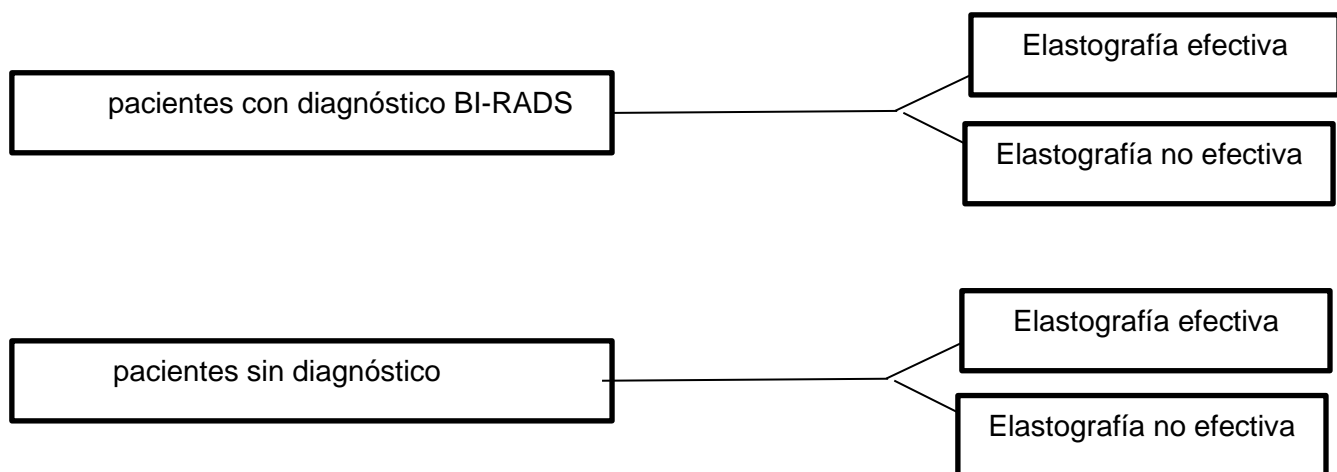 pacientes con diagnóstico BI-RADS
Elastografía efectiva
Elastografía no efectiva
pacientes sin diagnóstico
Elastografía efectiva
Elastografía no efectiva